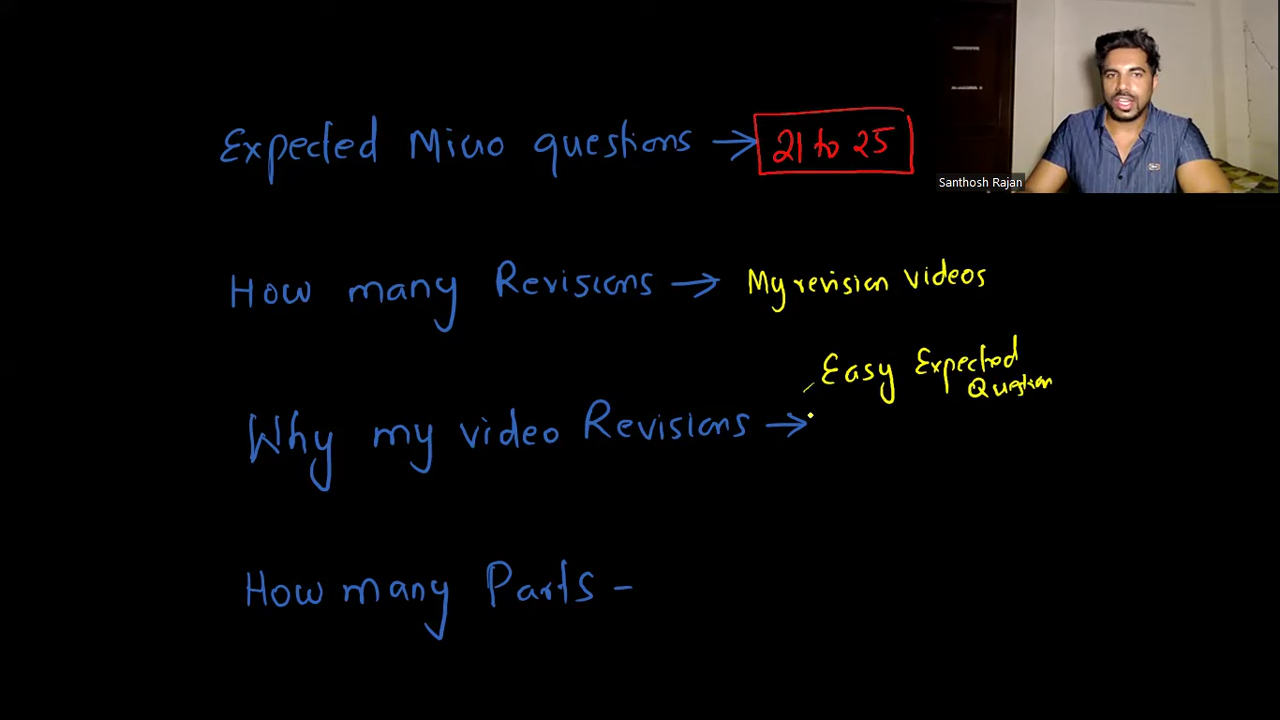 Expected Micro questions → 21 to 25
Santhosh Rajan
How many Revisions → My revision videos
Easy Expected
Question
Why my video Revisions →
How many Parts -